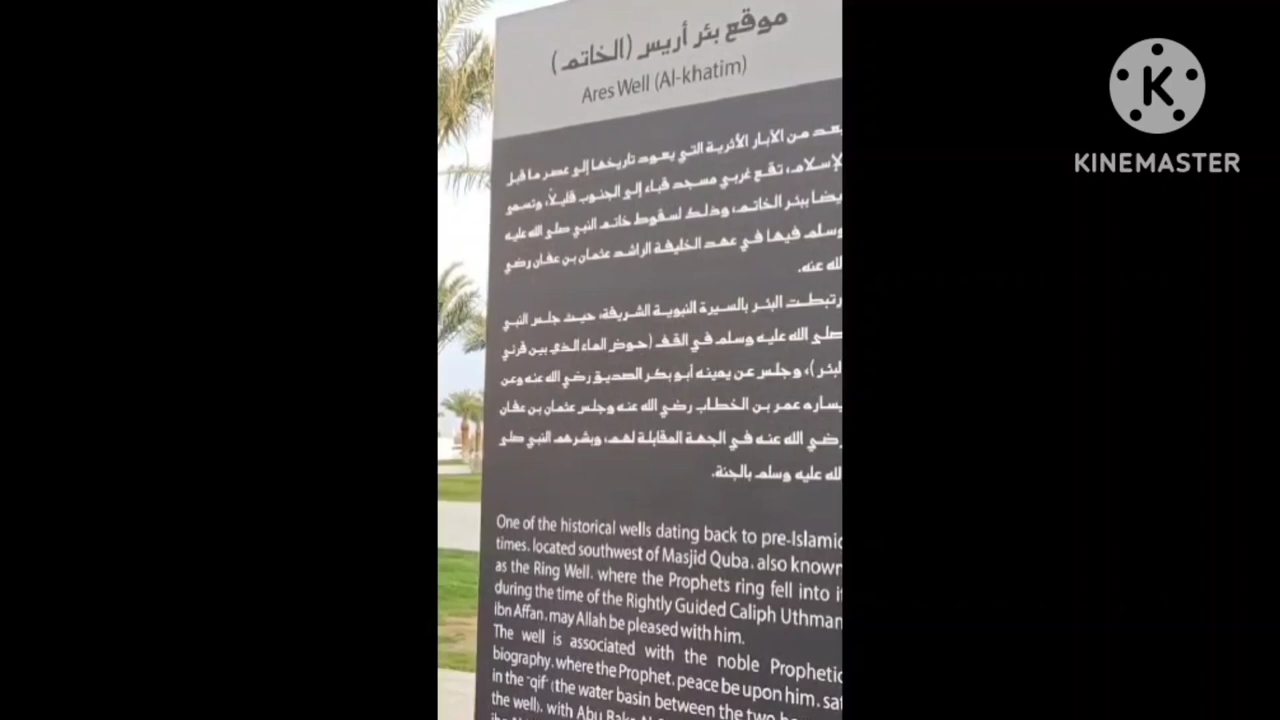 موقع بئر أريس (الخاتم)
Ares Well (Al-khatim)
يعد من الآبار الأثرية التي يعود تاريخها إلى عصر ما قبل
الإسلام، تقع غربي مسجد قباء إلى الجنوب قليلاً، وتسمى
أيضا ببئر الخاتم، وذلك لسقوط خاتم النبي صلى الله عليه
وسلم فيها في عهد الخليفة الراشد عثمان بن عفان رضي
الله عنه.
ارتبطت البئر بالسيرة النبوية الشريفة، حيث جلس النبي
صلى الله عليه وسلم في القف (حوض الماء الذي بين قرني
البئر)، وجلس عن يمينه أبو بكر الصديق رضي الله عنه وعن
يساره عمر بن الخطاب رضي الله عنه وجلس عثمان بن عفان
رضي الله عنه في الجهة المقابلة لهم، وبشرهم النبي صلى
الله عليه وسلم بالجنة.
One of the historical wells dating back to pre-Islamic
times, located southwest of Masjid Quba, also known
as the Ring Well, where the Prophets ring fell into it
during the time of the Rightly Guided Caliph Uthman
ibn Affan, may Allah be pleased with him.
The well is associated with the noble Prophetic
biography, where the Prophet, peace be upon him, sat
in the "qif" (the water basin between the two
the well), with Abu Bakr
K
KINEMASTER